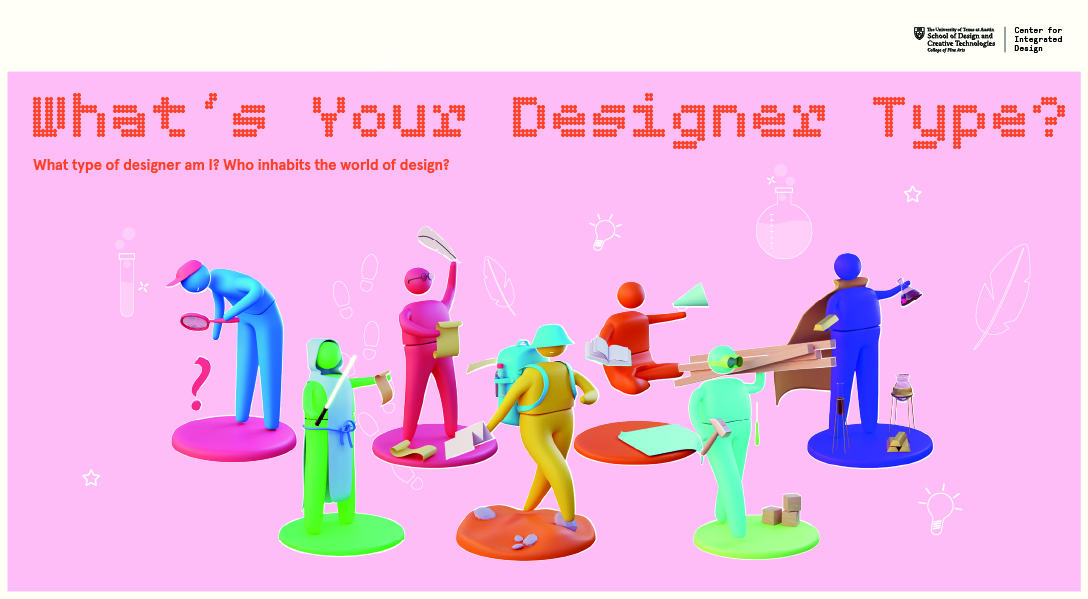 The University of Texas at Austin
School of Design and
Creative Technologies
College of Fine Arts
Center for
Integrated
Design
What's Your Designer Type?
What type of designer am I? Who inhabits the world of design?
?